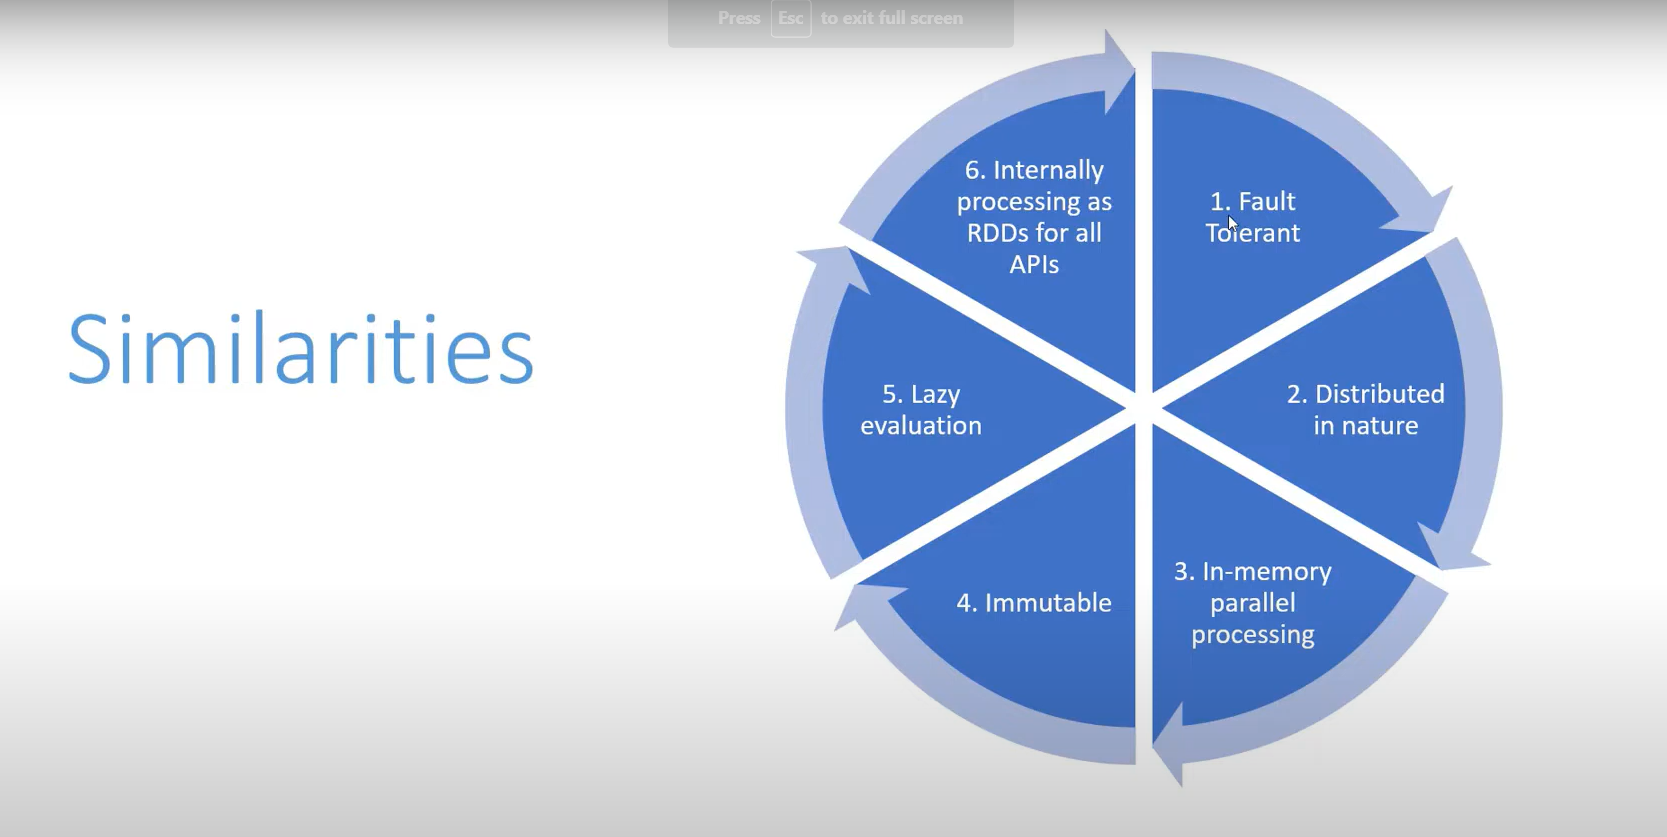 Press Esc to exit full screen
Similarities
1. Fault
Tolerant
2. Distributed
in nature
3. In-memory
parallel
processing
4. Immutable
5. Lazy
evaluation
6. Internally
processing as
RDDs for all
APIs